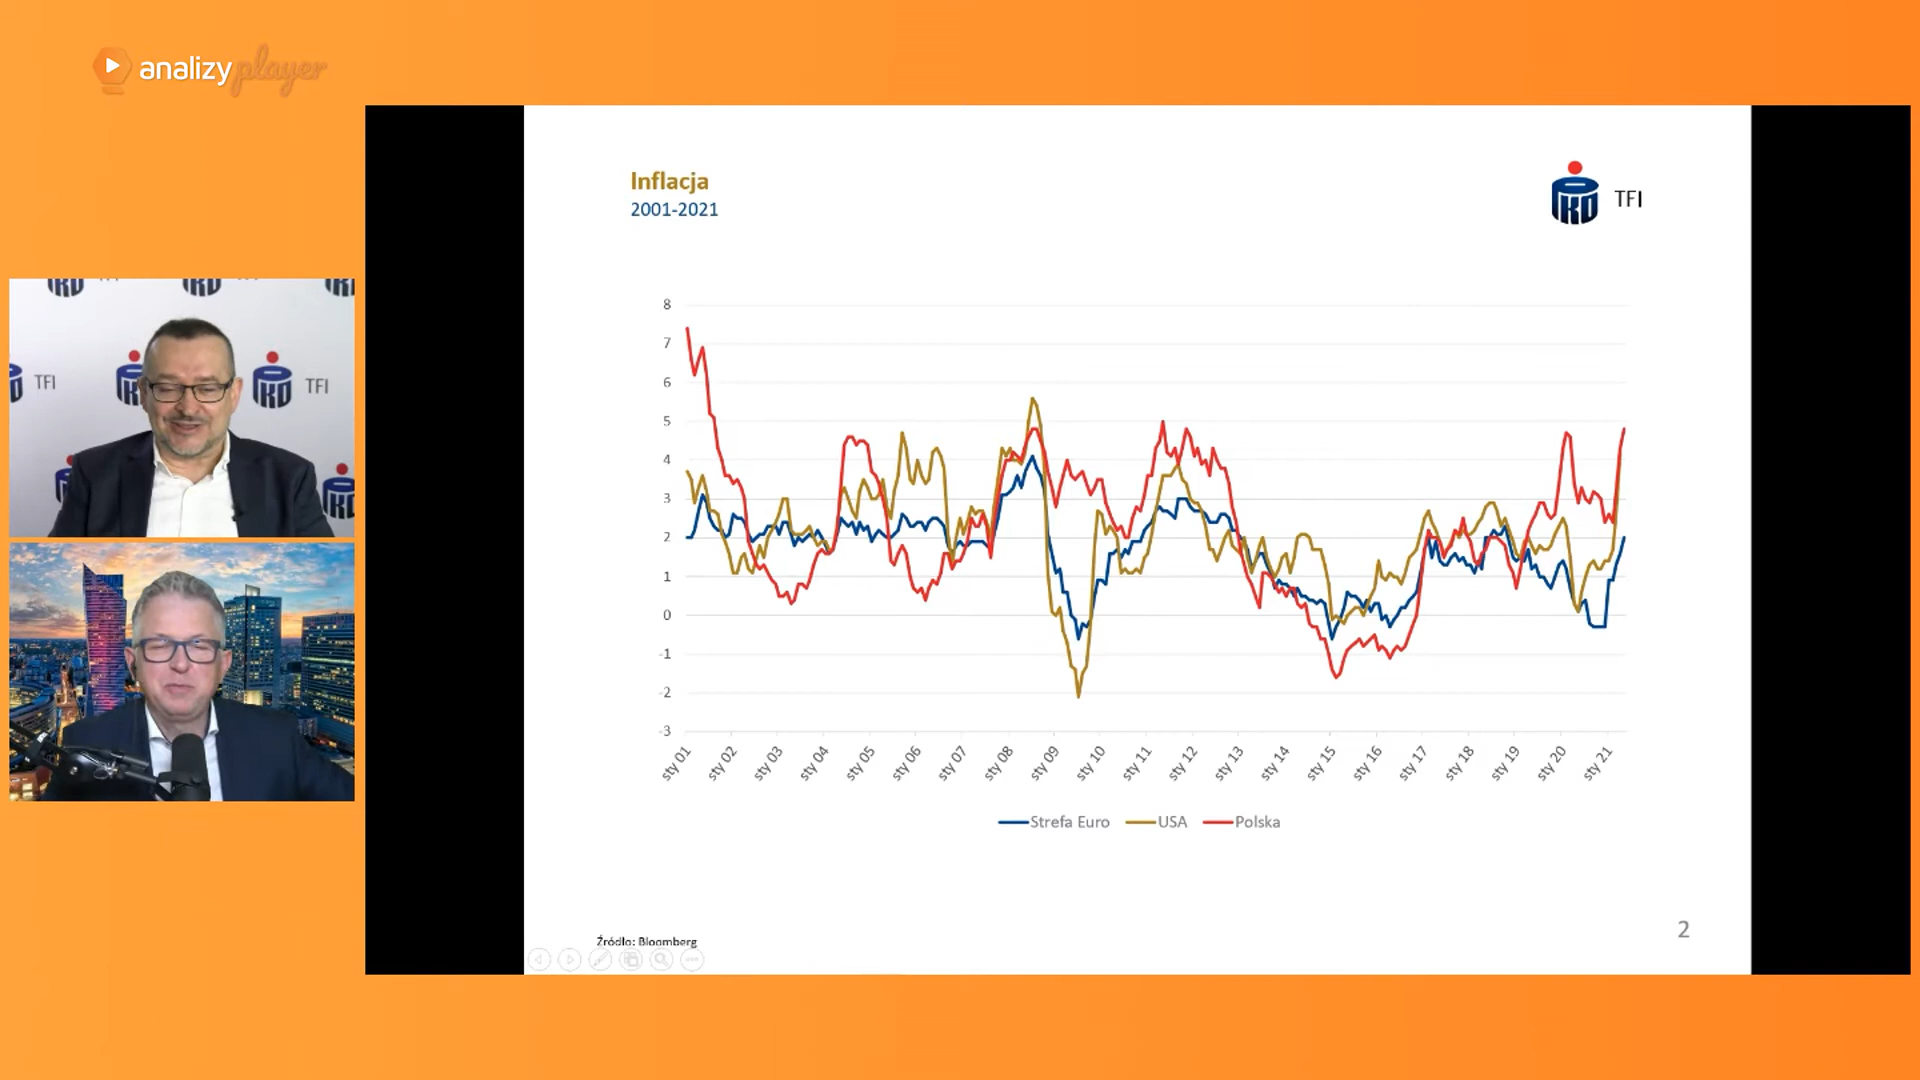 analizy player
Inflacja
2001-2021
PKO TFI
8
7
6
5
4
3
2
1
0
-1
-2
-3
sty 01
sty 02
sty 03
sty 04
sty 05
sty 06
sty 07
sty 08
sty 09
sty 10
sty 11
sty 12
sty 13
sty 14
sty 15
sty 16
sty 17
sty 18
sty 19
sty 20
sty 21
Strefa Euro USA Polska
Źródło: Bloomberg
2
TFI
TFI